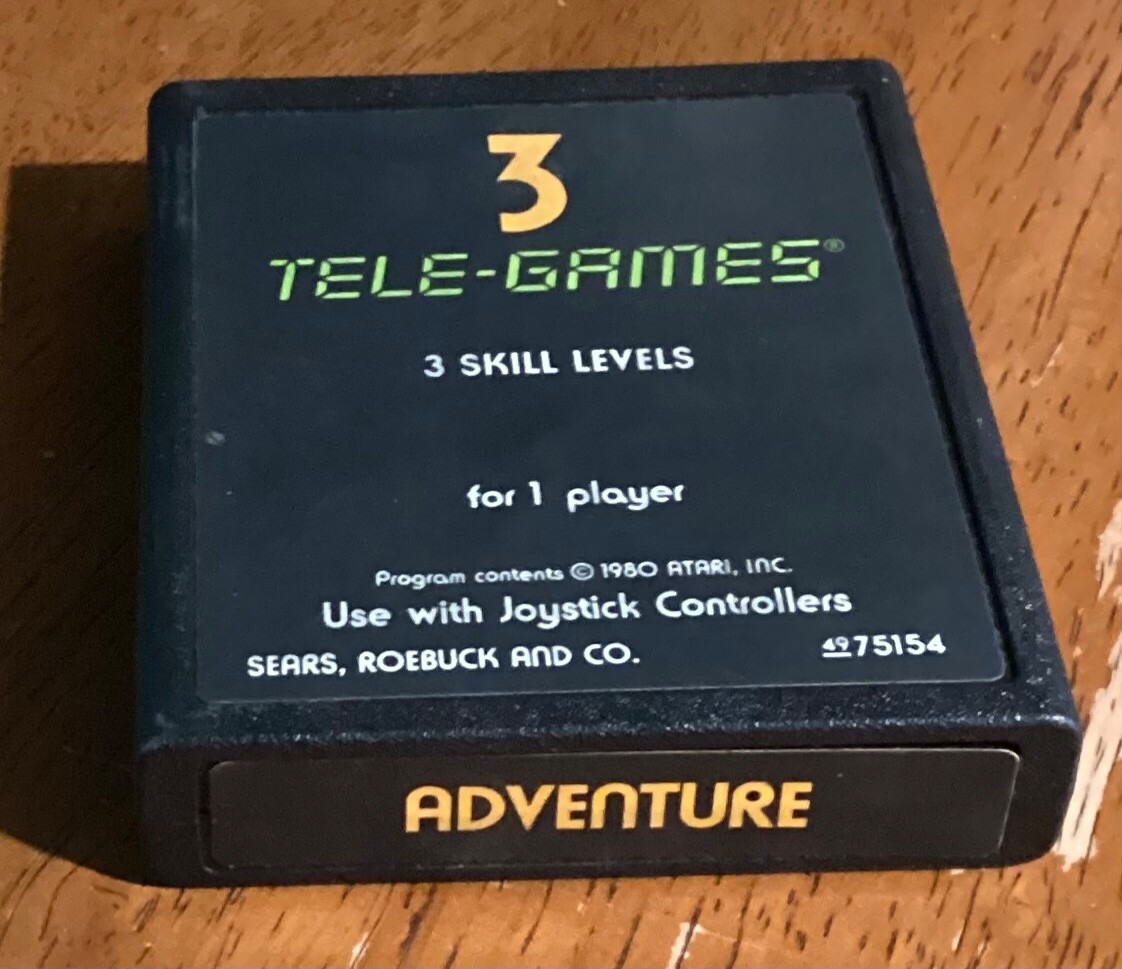 3
TELE-GAMES®
3 SKILL LEVELS
for 1 player
Program contents © 1980 ATARI, INC.
Use with Joystick Controllers
SEARS, ROEBUCK AND CO. 4975154
ADVENTURE